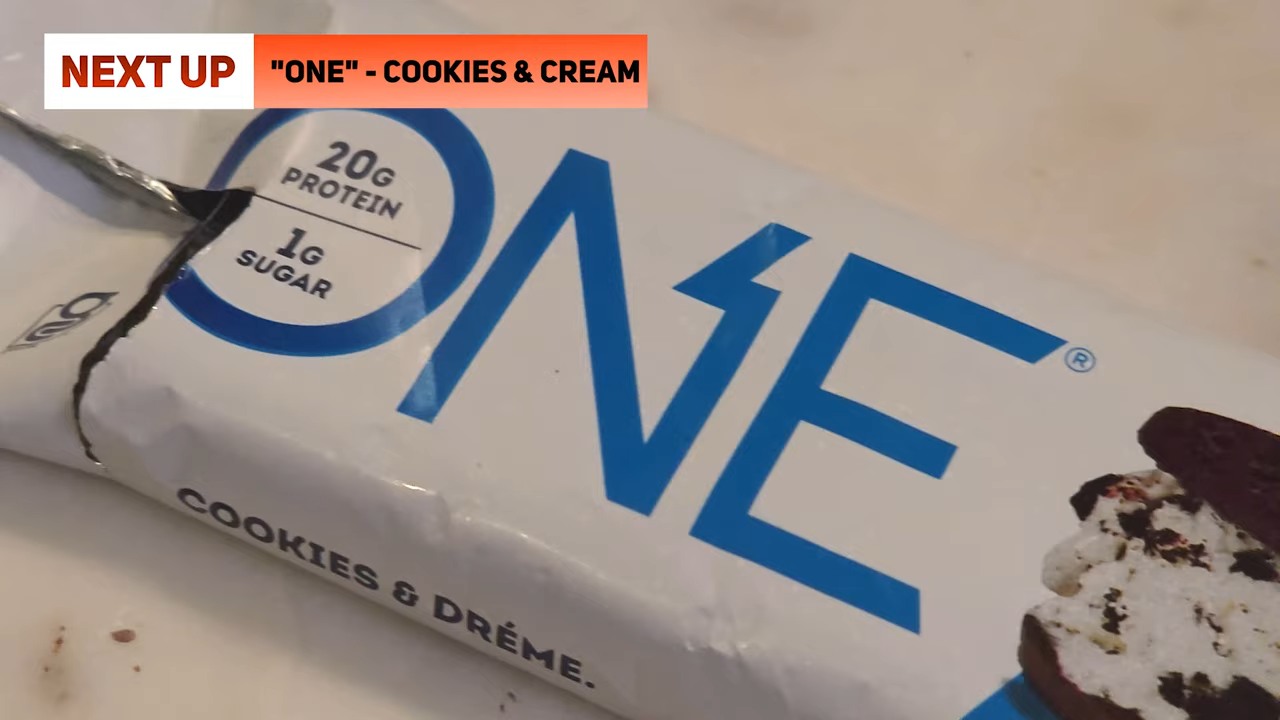 NEXT UP
"ONE" - COOKIES & CREAM
20G
PROTEIN
1G
SUGAR
ONE®
COOKIES & DRÉME.